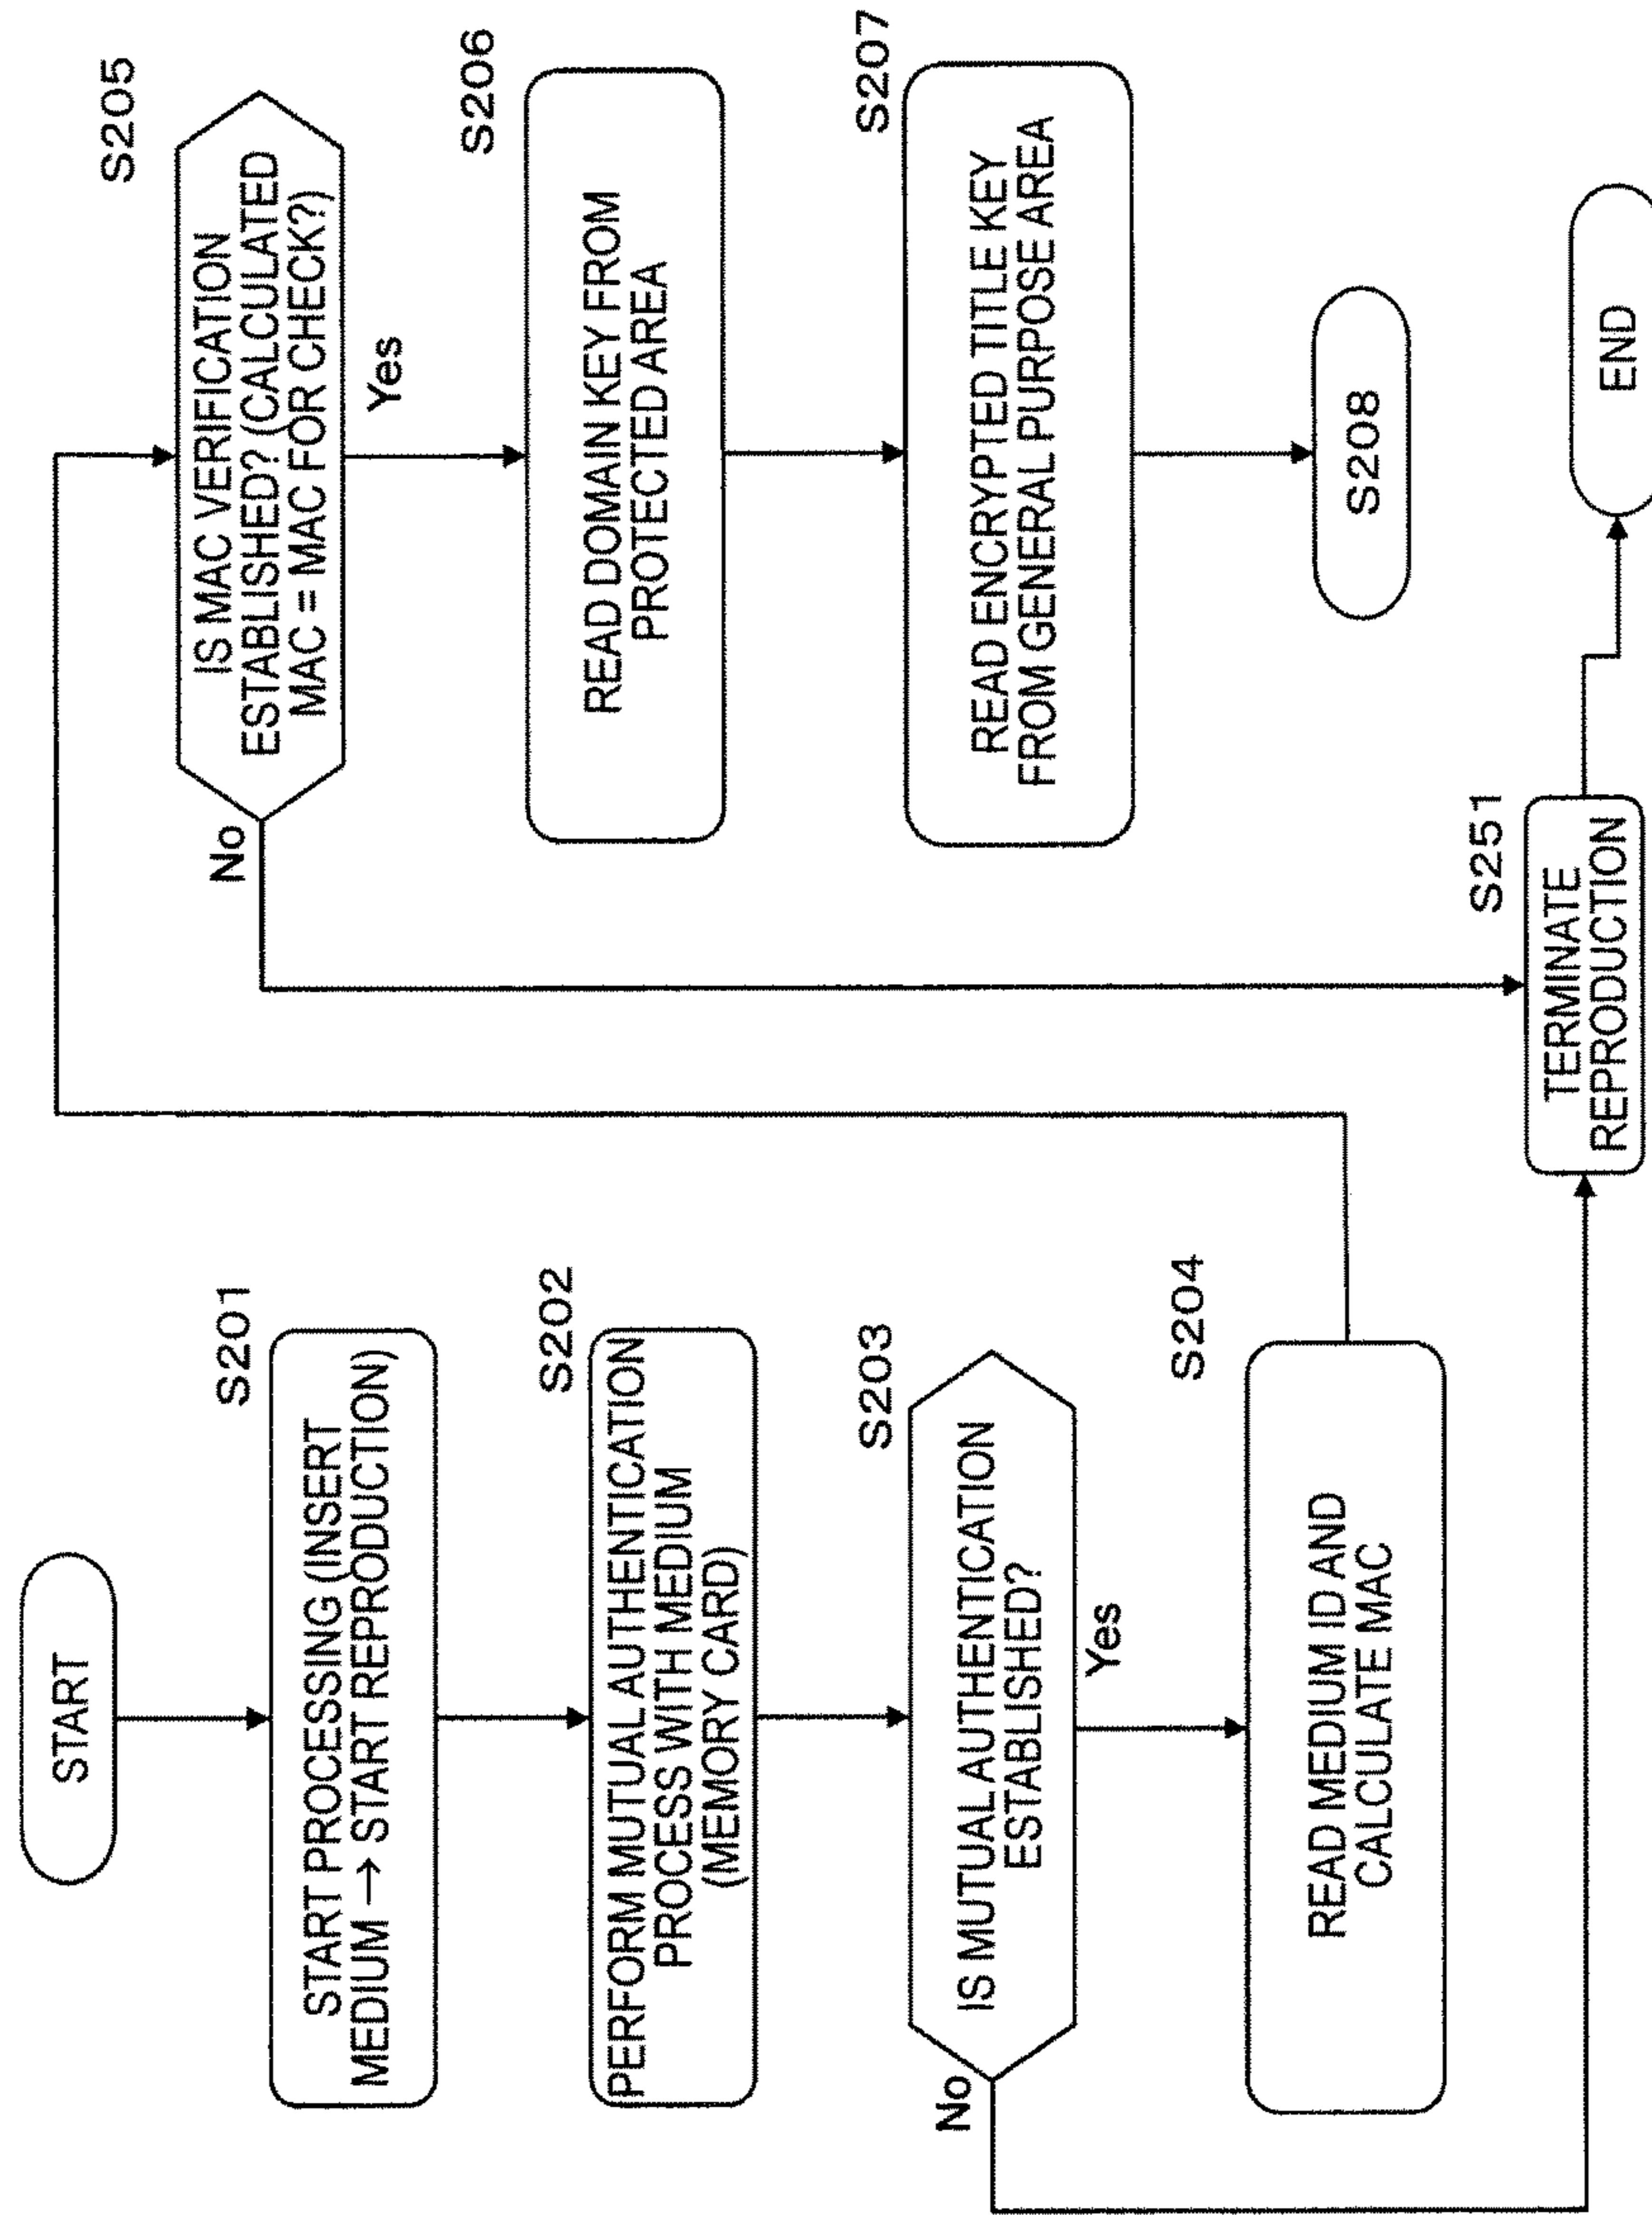 START
S201
START PROCESSING (INSERT
MEDIUM → START REPRODUCTION)
S202
PERFORM MUTUAL AUTHENTICATION
PROCESS WITH MEDIUM
(MEMORY CARD)
S203
IS MUTUAL AUTHENTICATION
ESTABLISHED?
No
Yes
S204
READ MEDIUM ID AND
CALCULATE MAC
S205
IS MAC VERIFICATION
ESTABLISHED? (CALCULATED
MAC = MAC FOR CHECK?)
No
Yes
S206
READ DOMAIN KEY FROM
PROTECTED AREA
S207
READ ENCRYPTED TITLE KEY
FROM GENERAL PURPOSE AREA
S208
S251
TERMINATE
REPRODUCTION
END